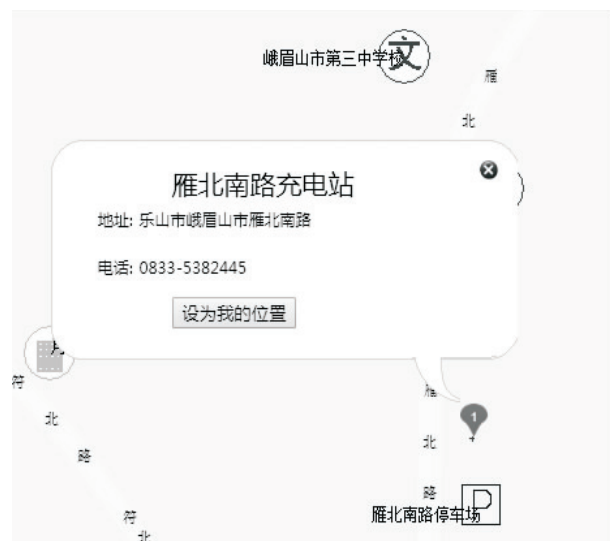 峨眉山市第三中学校
文
雁
北
雁北南路充电站
地址: 乐山市峨眉山市雁北南路
电话: 0833-5382445
设为我的位置
雁
符
北
路
1
北
路
P
雁北南路停车场
符
北